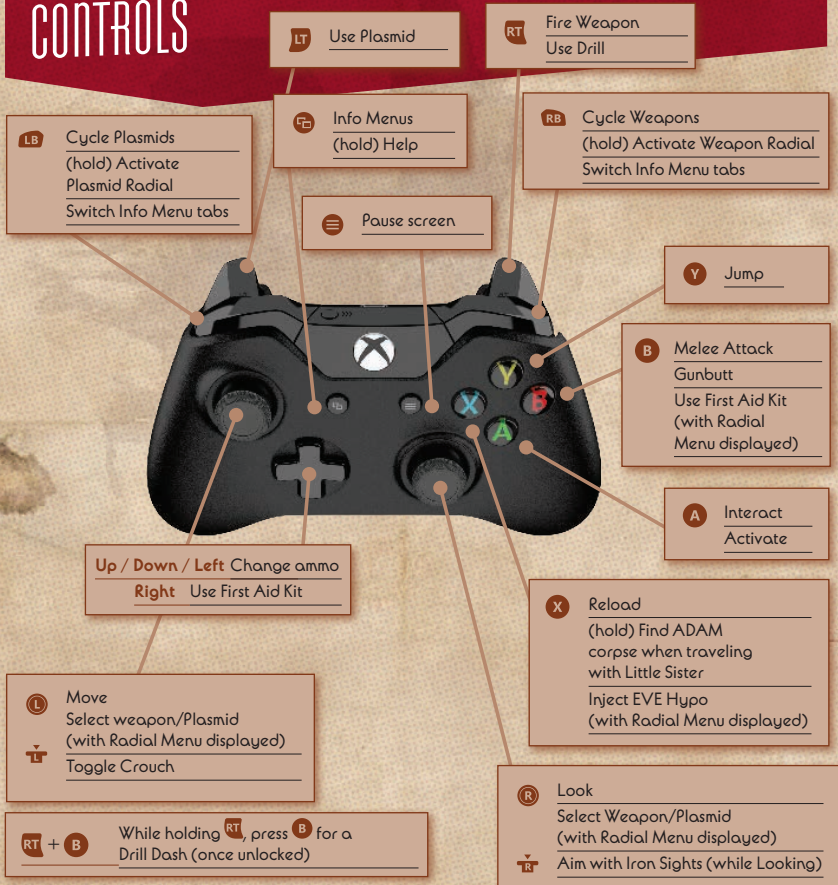 CONTROLS
LT Use Plasmid
RT Fire Weapon
Use Drill
LB Cycle Plasmids
(hold) Activate
Plasmid Radial
Switch Info Menu tabs
Info Menus
(hold) Help
RB Cycle Weapons
(hold) Activate Weapon Radial
Switch Info Menu tabs
Pause screen
Y Jump
B Melee Attack
Gunbutt
Use First Aid Kit
(with Radial
Menu displayed)
Y
X
B
A
A Interact
Activate
Up / Down / Left Change ammo
Right Use First Aid Kit
X Reload
(hold) Find ADAM
corpse when traveling
with Little Sister
Inject EVE Hypo
(with Radial Menu displayed)
L Move
Select weapon/Plasmid
(with Radial Menu displayed)
L Toggle Crouch
R Look
Select Weapon/Plasmid
(with Radial Menu displayed)
R Aim with Iron Sights (while Looking)
RT + B While holding RT, press B for a
Drill Dash (once unlocked)